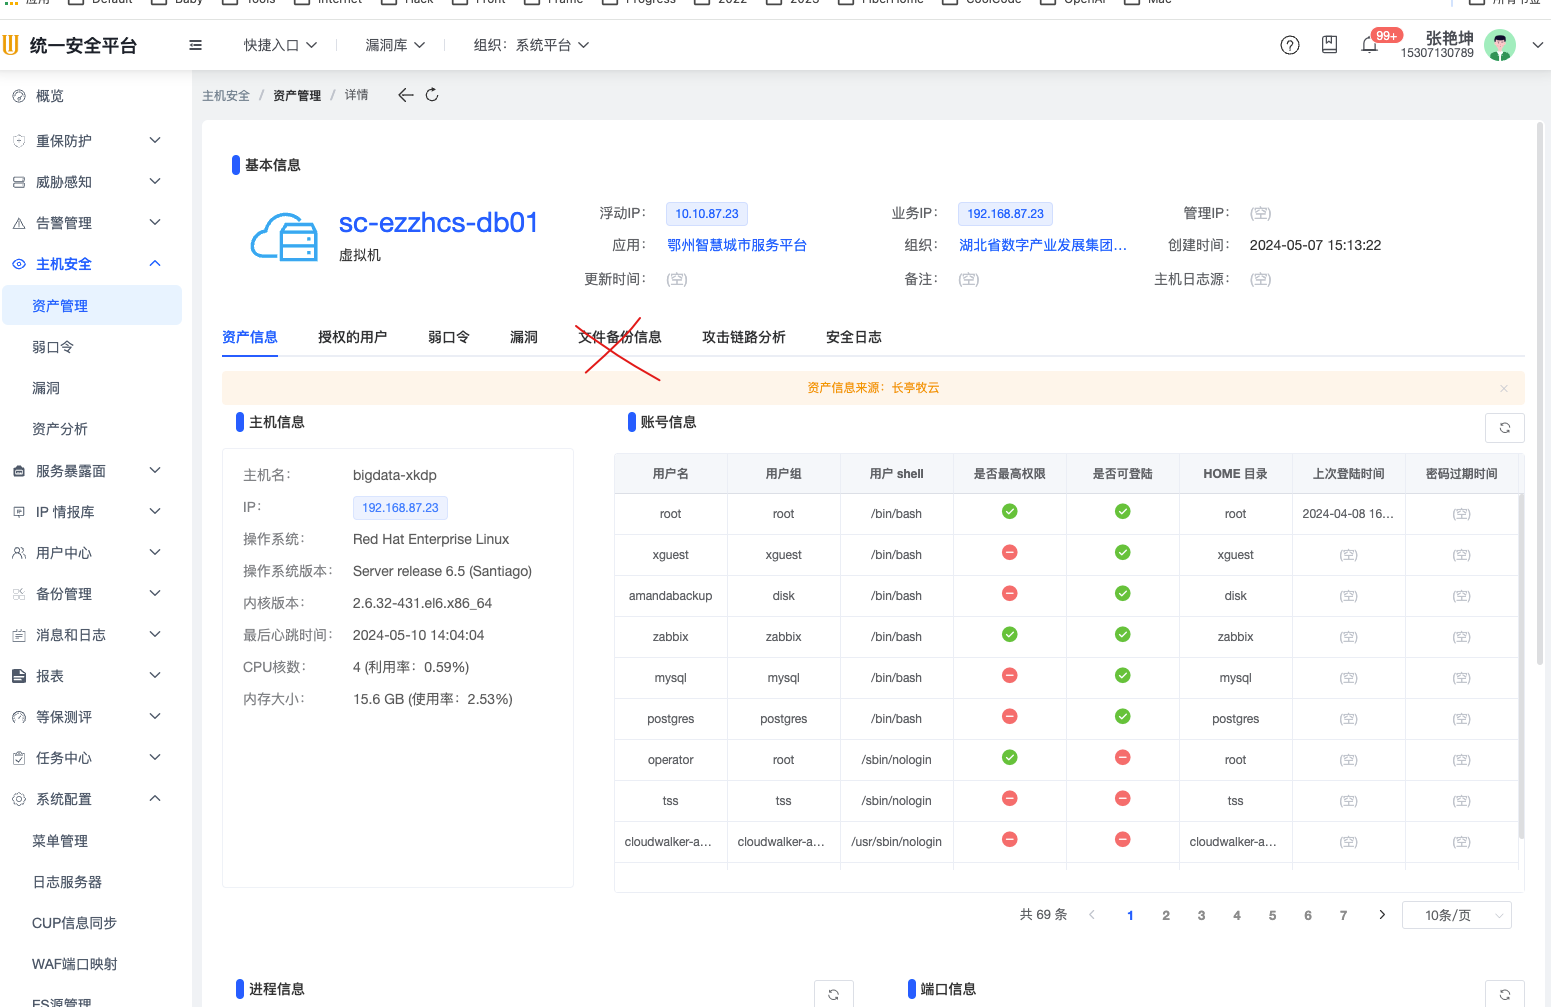 应用 Default Baby Tools Internet Hack Front Frame Progress 2022 2023 FiberHome CoolCode OpenAI Mac 所有书签
统一安全平台 快捷入口 漏洞库 组织：系统平台 99+ 张艳坤
15307130789
概览
重保防护
威胁感知
告警管理
主机安全
资产管理
弱口令
漏洞
资产分析
服务暴露面
IP 情报库
用户中心
备份管理
消息和日志
报表
等保测评
任务中心
系统配置
菜单管理
日志服务器
CUP信息同步
WAF端口映射
ES源管理
主机安全 / 资产管理 / 详情
基本信息
sc-ezzhcs-db01
虚拟机
浮动IP： 10.10.87.23 业务IP： 192.168.87.23 管理IP： (空)
应用： 鄂州智慧城市服务平台 组织： 湖北省数字产业发展集团... 创建时间： 2024-05-07 15:13:22
更新时间： (空) 备注： (空) 主机日志源： (空)
资产信息 授权的用户 弱口令 漏洞 文件备份信息 攻击链路分析 安全日志
资产信息来源：长亭牧云
主机信息
主机名： bigdata-xkdp
IP： 192.168.87.23
操作系统： Red Hat Enterprise Linux
操作系统版本： Server release 6.5 (Santiago)
内核版本： 2.6.32-431.el6.x86_64
最后心跳时间： 2024-05-10 14:04:04
CPU核数： 4 (利用率：0.59%)
内存大小： 15.6 GB (使用率：2.53%)
账号信息
用户名 用户组 用户 shell 是否最高权限 是否可登陆 HOME 目录 上次登陆时间 密码过期时间
root root /bin/bash root 2024-04-08 16... (空)
xguest xguest /bin/bash xguest (空) (空)
amandabackup disk /bin/bash disk (空) (空)
zabbix zabbix /bin/bash zabbix (空) (空)
mysql mysql /bin/bash mysql (空) (空)
postgres postgres /bin/bash postgres (空) (空)
operator root /sbin/nologin root (空) (空)
tss tss /sbin/nologin tss (空) (空)
cloudwalker-a... cloudwalker-a... /usr/sbin/nologin cloudwalker-a... (空) (空)
共 69 条 1 2 3 4 5 6 7 10条/页
进程信息
端口信息